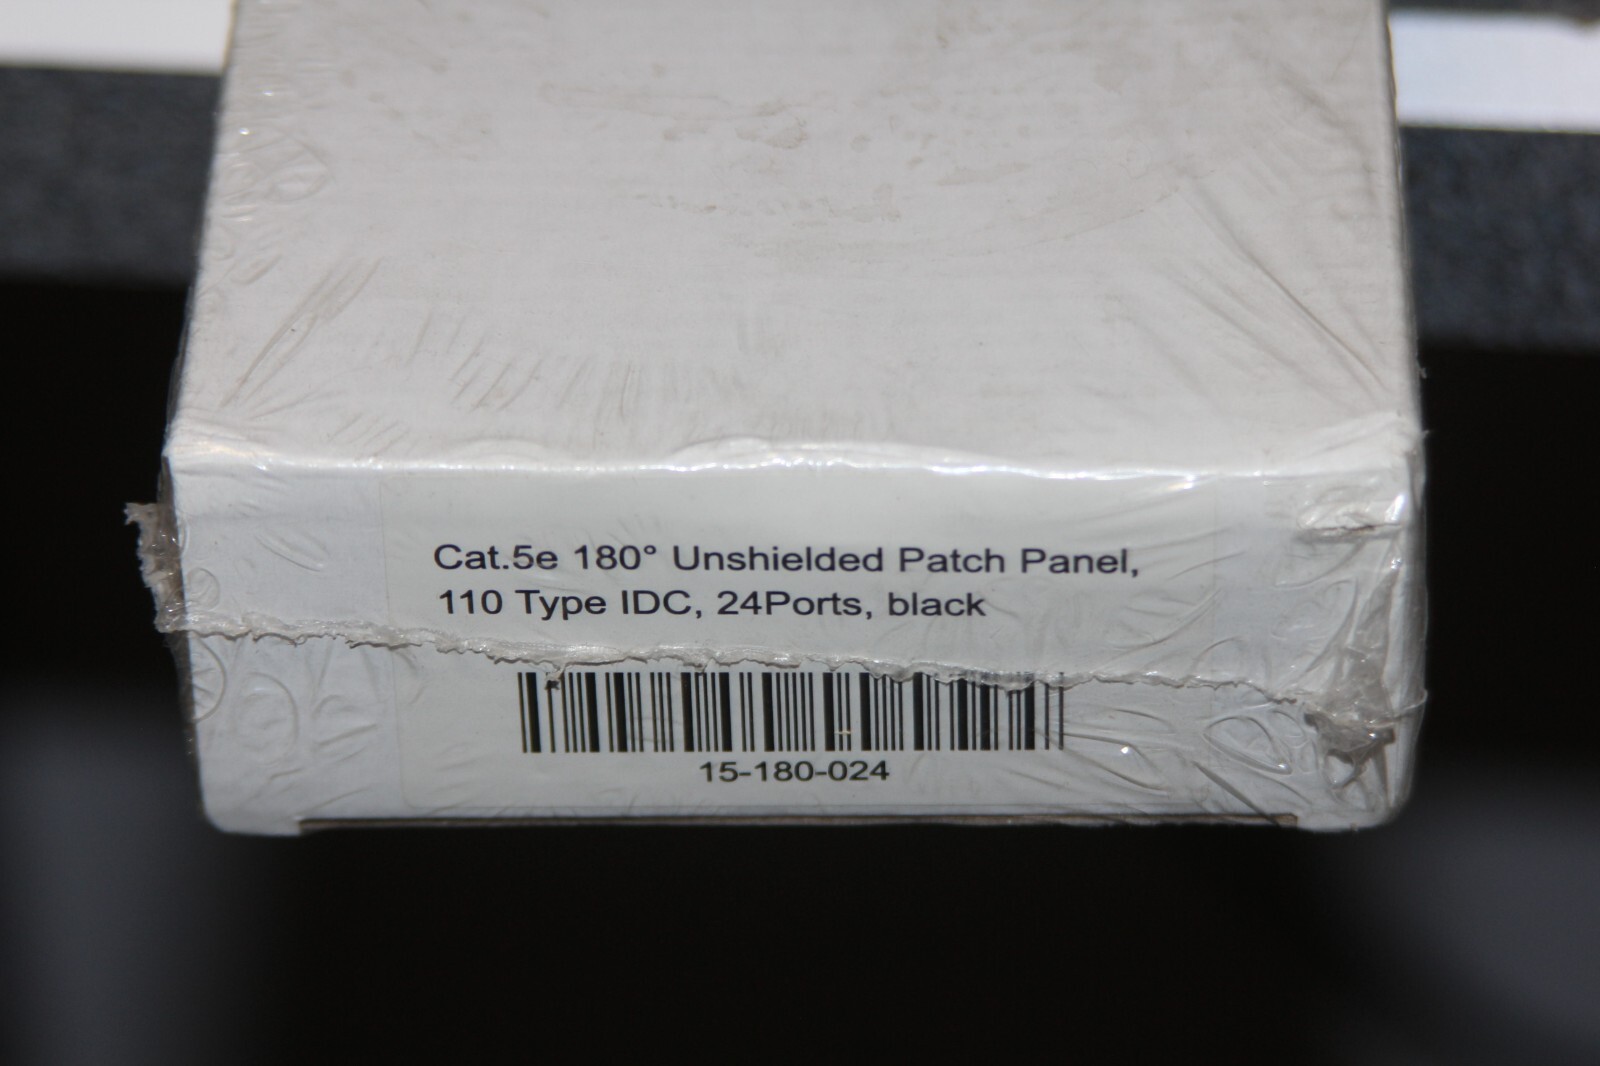 Cat.5e 180° Unshielded Patch Panel,
110 Type IDC, 24Ports, black
15-180-024